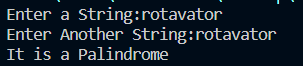 Enter a String:rotavator
Enter Another String:rotavator
It is a Palindrome